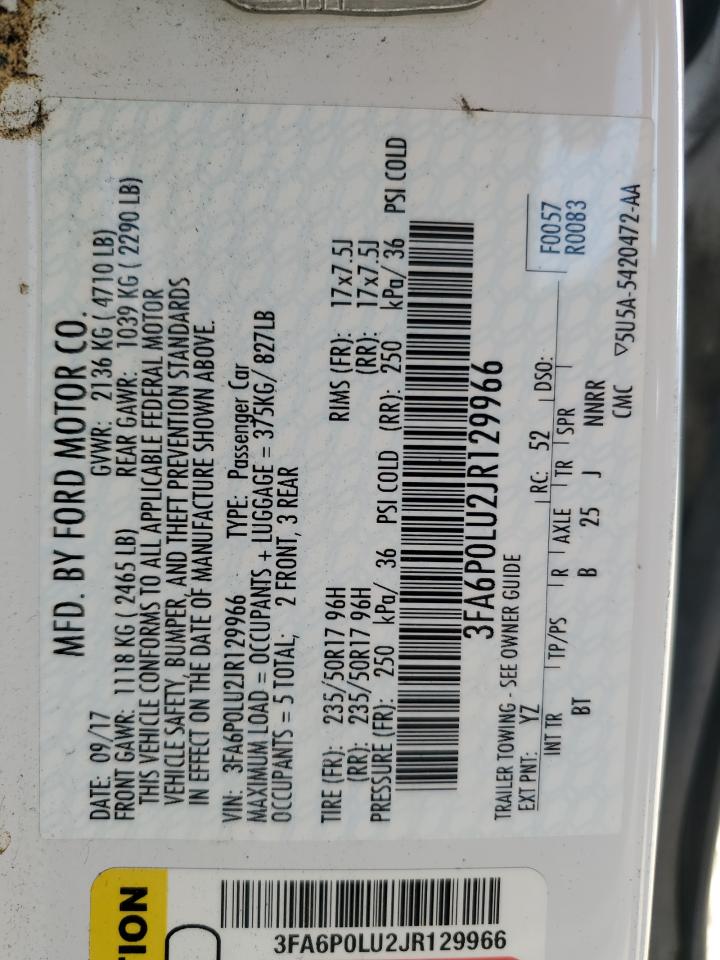 MFD. BY FORD MOTOR CO.
DATE: 09/17 GVWR: 2136 KG ( 4710 LB)
FRONT GAWR: 1118 KG ( 2465 LB) REAR GAWR: 1039 KG ( 2290 LB)
THIS VEHICLE CONFORMS TO ALL APPLICABLE FEDERAL MOTOR
VEHICLE SAFETY, BUMPER, AND THEFT PREVENTION STANDARDS
IN EFFECT ON THE DATE OF MANUFACTURE SHOWN ABOVE.
VIN: 3FA6P0LU2JR129966 TYPE: Passenger Car
MAXIMUM LOAD = OCCUPANTS + LUGGAGE = 375KG/ 827LB
OCCUPANTS = 5 TOTAL; 2 FRONT, 3 REAR
TIRE (FR): 235/50R17 96H RIMS (FR): 17x7.5J
(RR): 235/50R17 96H (RR): 17x7.5J
PRESSURE (FR): 250 kPa/ 36 PSI COLD (RR): 250 kPa/ 36 PSI COLD
3FA6P0LU2JR129966
TRAILER TOWING - SEE OWNER GUIDE
EXT PNT: YZ RC: 52 DSO: F0057
INT TR TP/PS R AXLE TR SPR R0083
BT B 25 J NNRR
CMC ▽5U5A-5420472-AA
TION
3FA6P0LU2JR129966